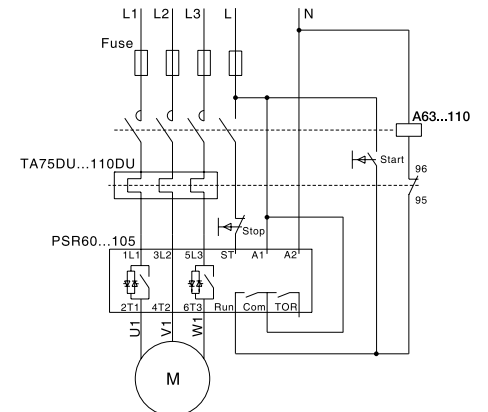 L1 L2 L3 L N
Fuse
A63...110
Start
96
95
TA75DU...110DU
Stop
PSR60...105
1L1 3L2 5L3 ST A1 A2
2T1 4T2 6T3 Run Com TOR
U1 V1 W1
M